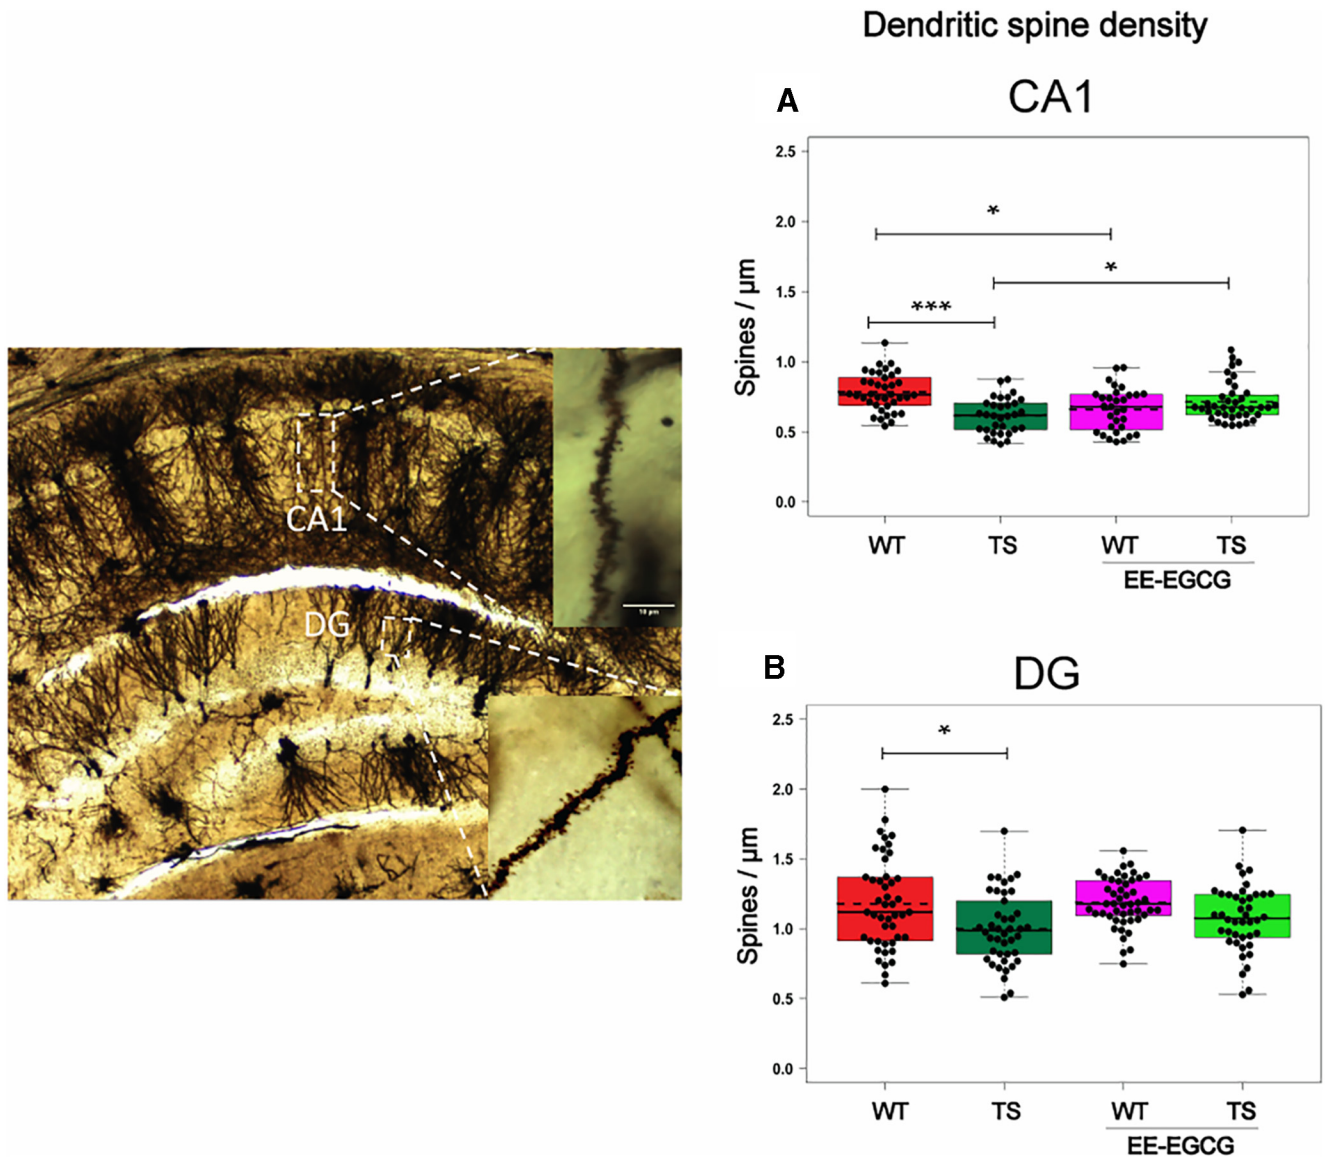 Dendritic spine density
A
CA1
2.5
2.0
1.5
1.0
0.5
0.0
Spines / µm
*
*
***
WT
TS
WT
TS
EE-EGCG
CA1
DG
10 µm
B
DG
2.5
2.0
1.5
1.0
0.5
0.0
Spines / µm
*
WT
TS
WT
TS
EE-EGCG